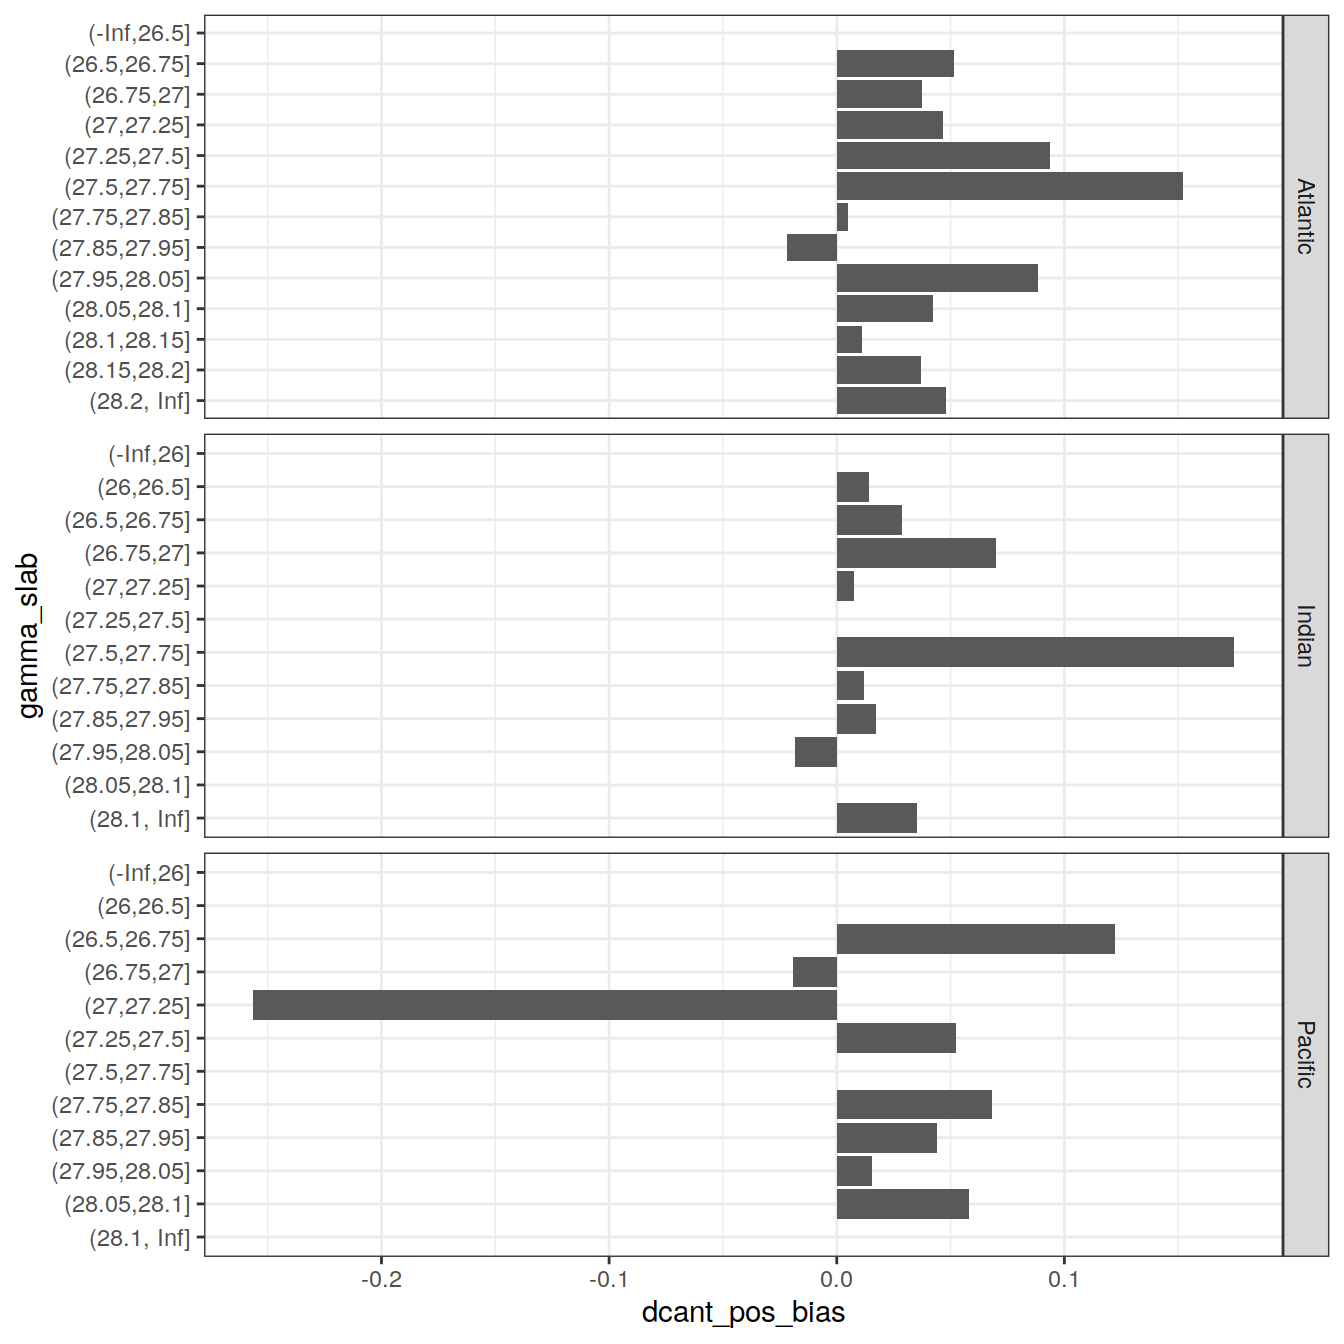 (-Inf,26.5]
(26.5,26.75]
(26.75,27]
(27,27.25]
(27.25,27.5]
(27.5,27.75]
(27.75,27.85]
(27.85,27.95]
(27.95,28.05]
(28.05,28.1]
(28.1,28.15]
(28.15,28.2]
(28.2, Inf]
Atlantic
(-Inf,26]
(26,26.5]
(26.5,26.75]
(26.75,27]
(27,27.25]
(27.25,27.5]
(27.5,27.75]
(27.75,27.85]
(27.85,27.95]
(27.95,28.05]
(28.05,28.1]
(28.1, Inf]
Indian
gamma_slab
(-Inf,26]
(26,26.5]
(26.5,26.75]
(26.75,27]
(27,27.25]
(27.25,27.5]
(27.5,27.75]
(27.75,27.85]
(27.85,27.95]
(27.95,28.05]
(28.05,28.1]
(28.1, Inf]
Pacific
-0.2 -0.1 0.0 0.1
dcant_pos_bias